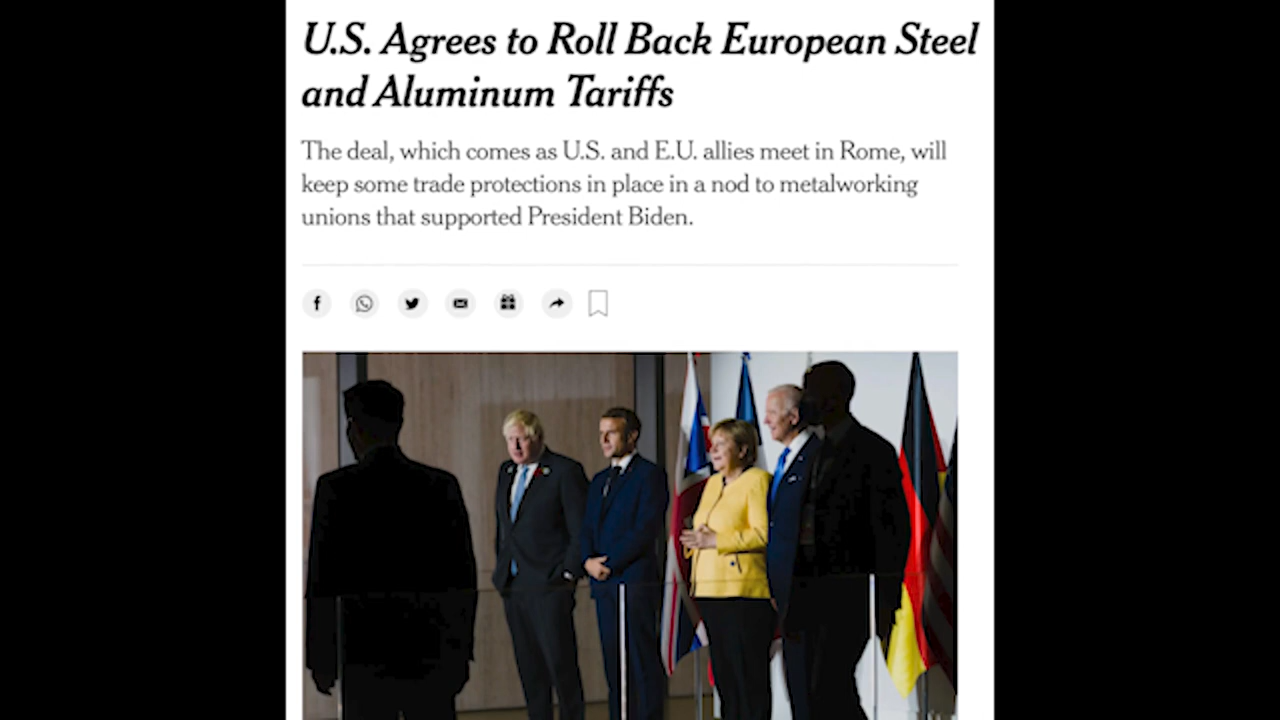 U.S. Agrees to Roll Back European Steel
and Aluminum Tariffs
The deal, which comes as U.S. and E.U. allies meet in Rome, will
keep some trade protections in place in a nod to metalworking
unions that supported President Biden.